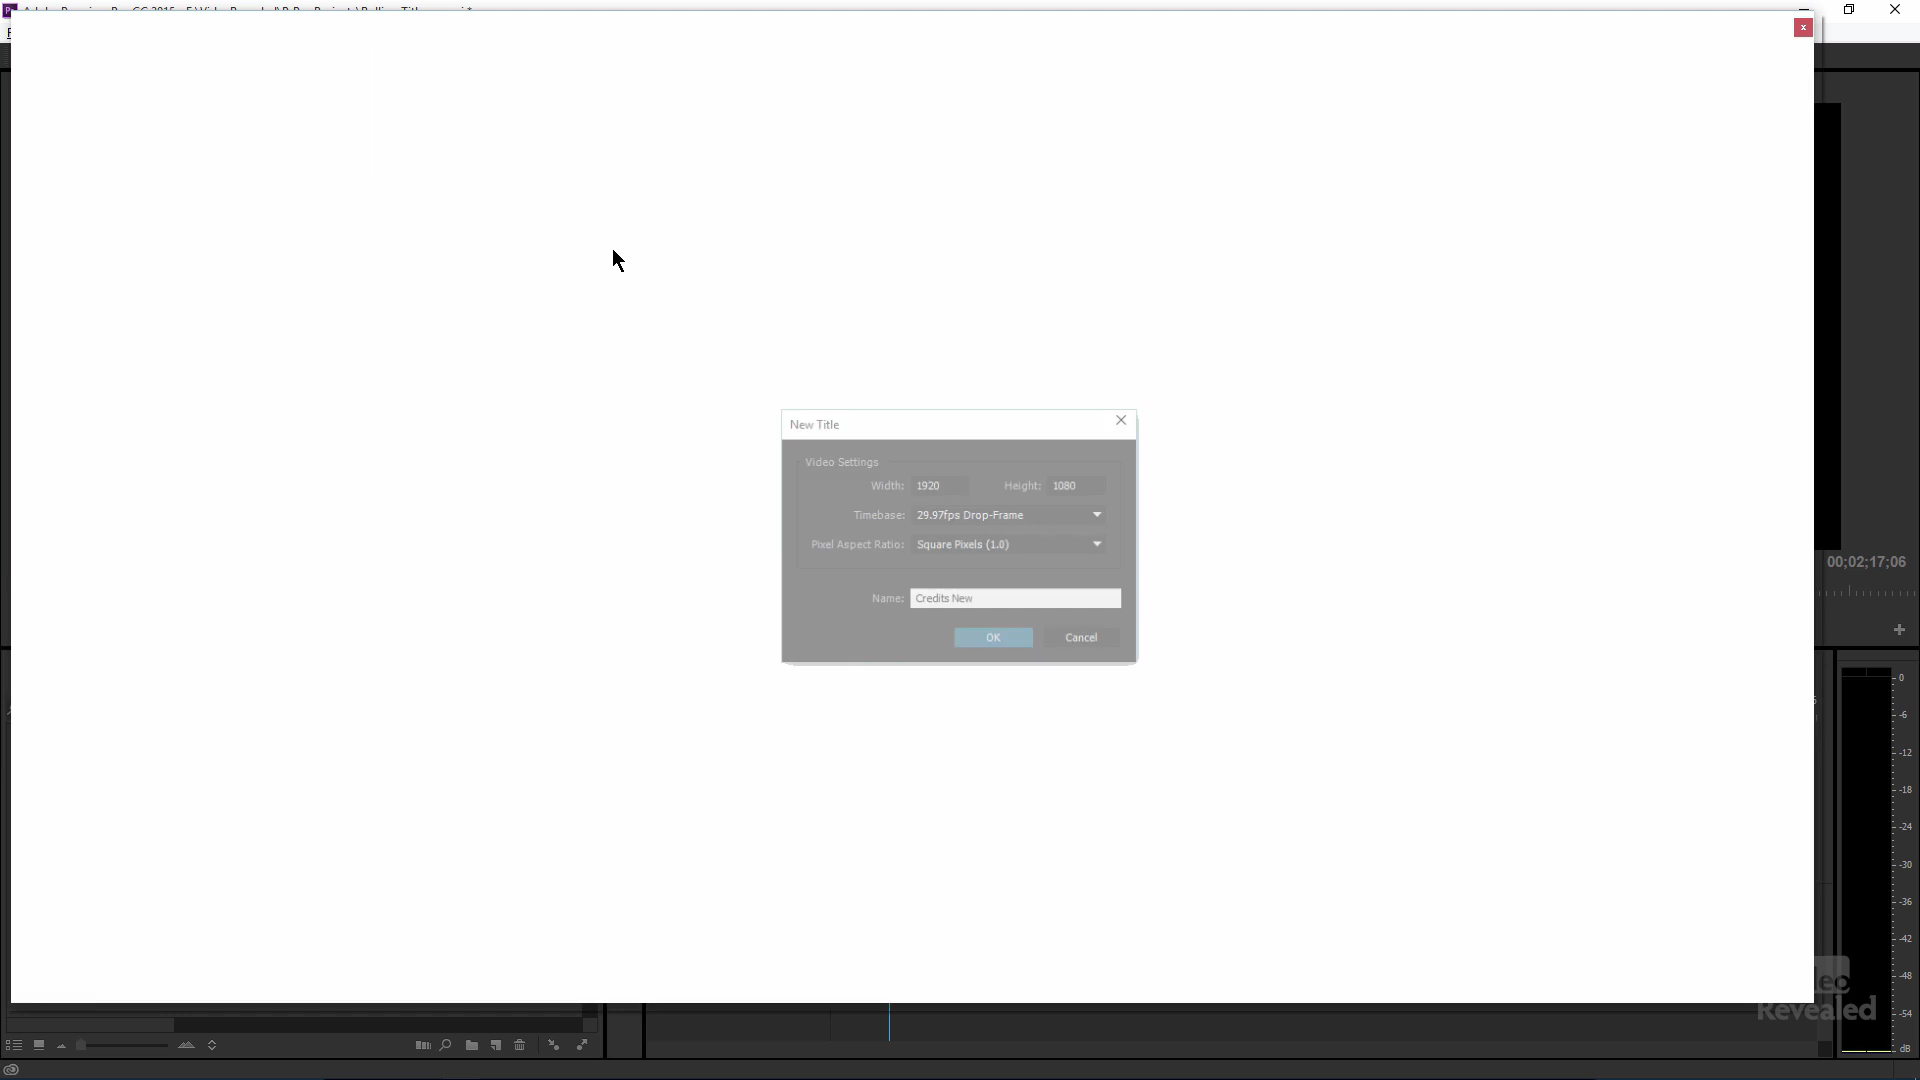 New Title
Video Settings
Width: 1920 Height: 1080
Timebase: 29.97fps Drop-Frame
Pixel Aspect Ratio: Square Pixels (1.0)
00;02;17;06
Name: Credits New
OK Cancel
0
-6
-12
-18
-24
-30
-36
-42
-48
Revealed
-54
dB